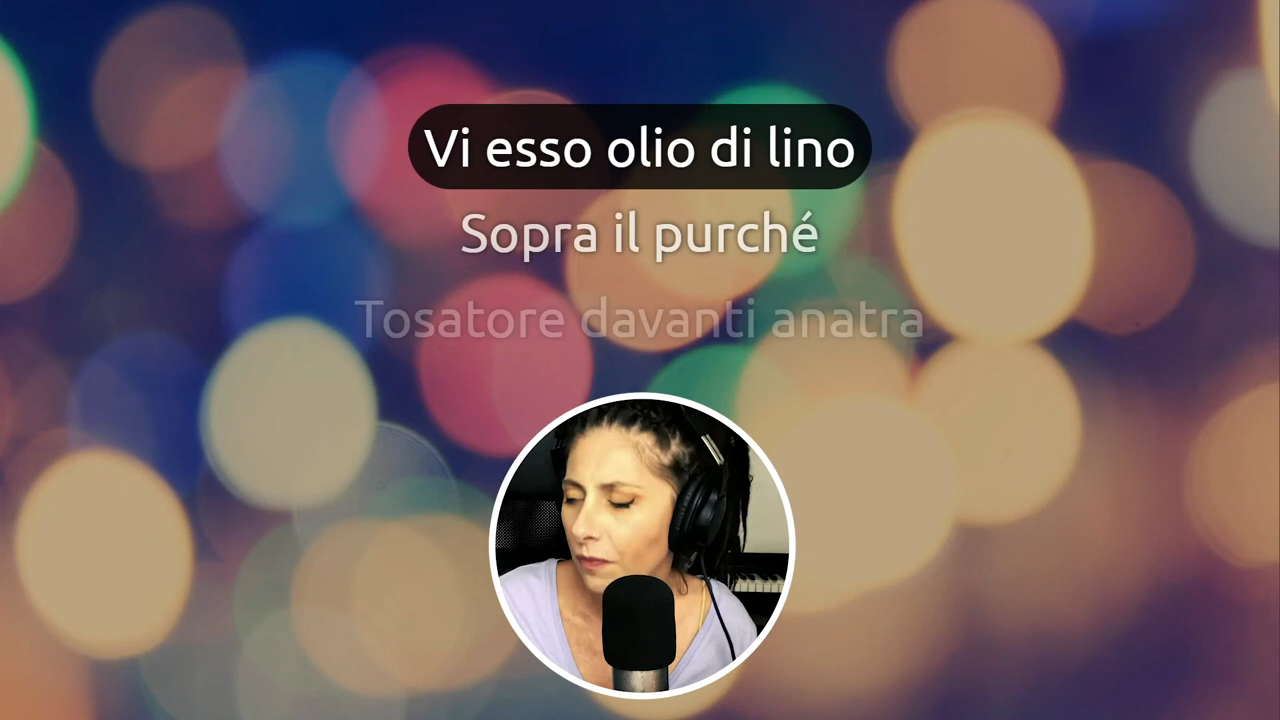 Vi esso olio di lino
Sopra il purché
Tosatore davanti anatra